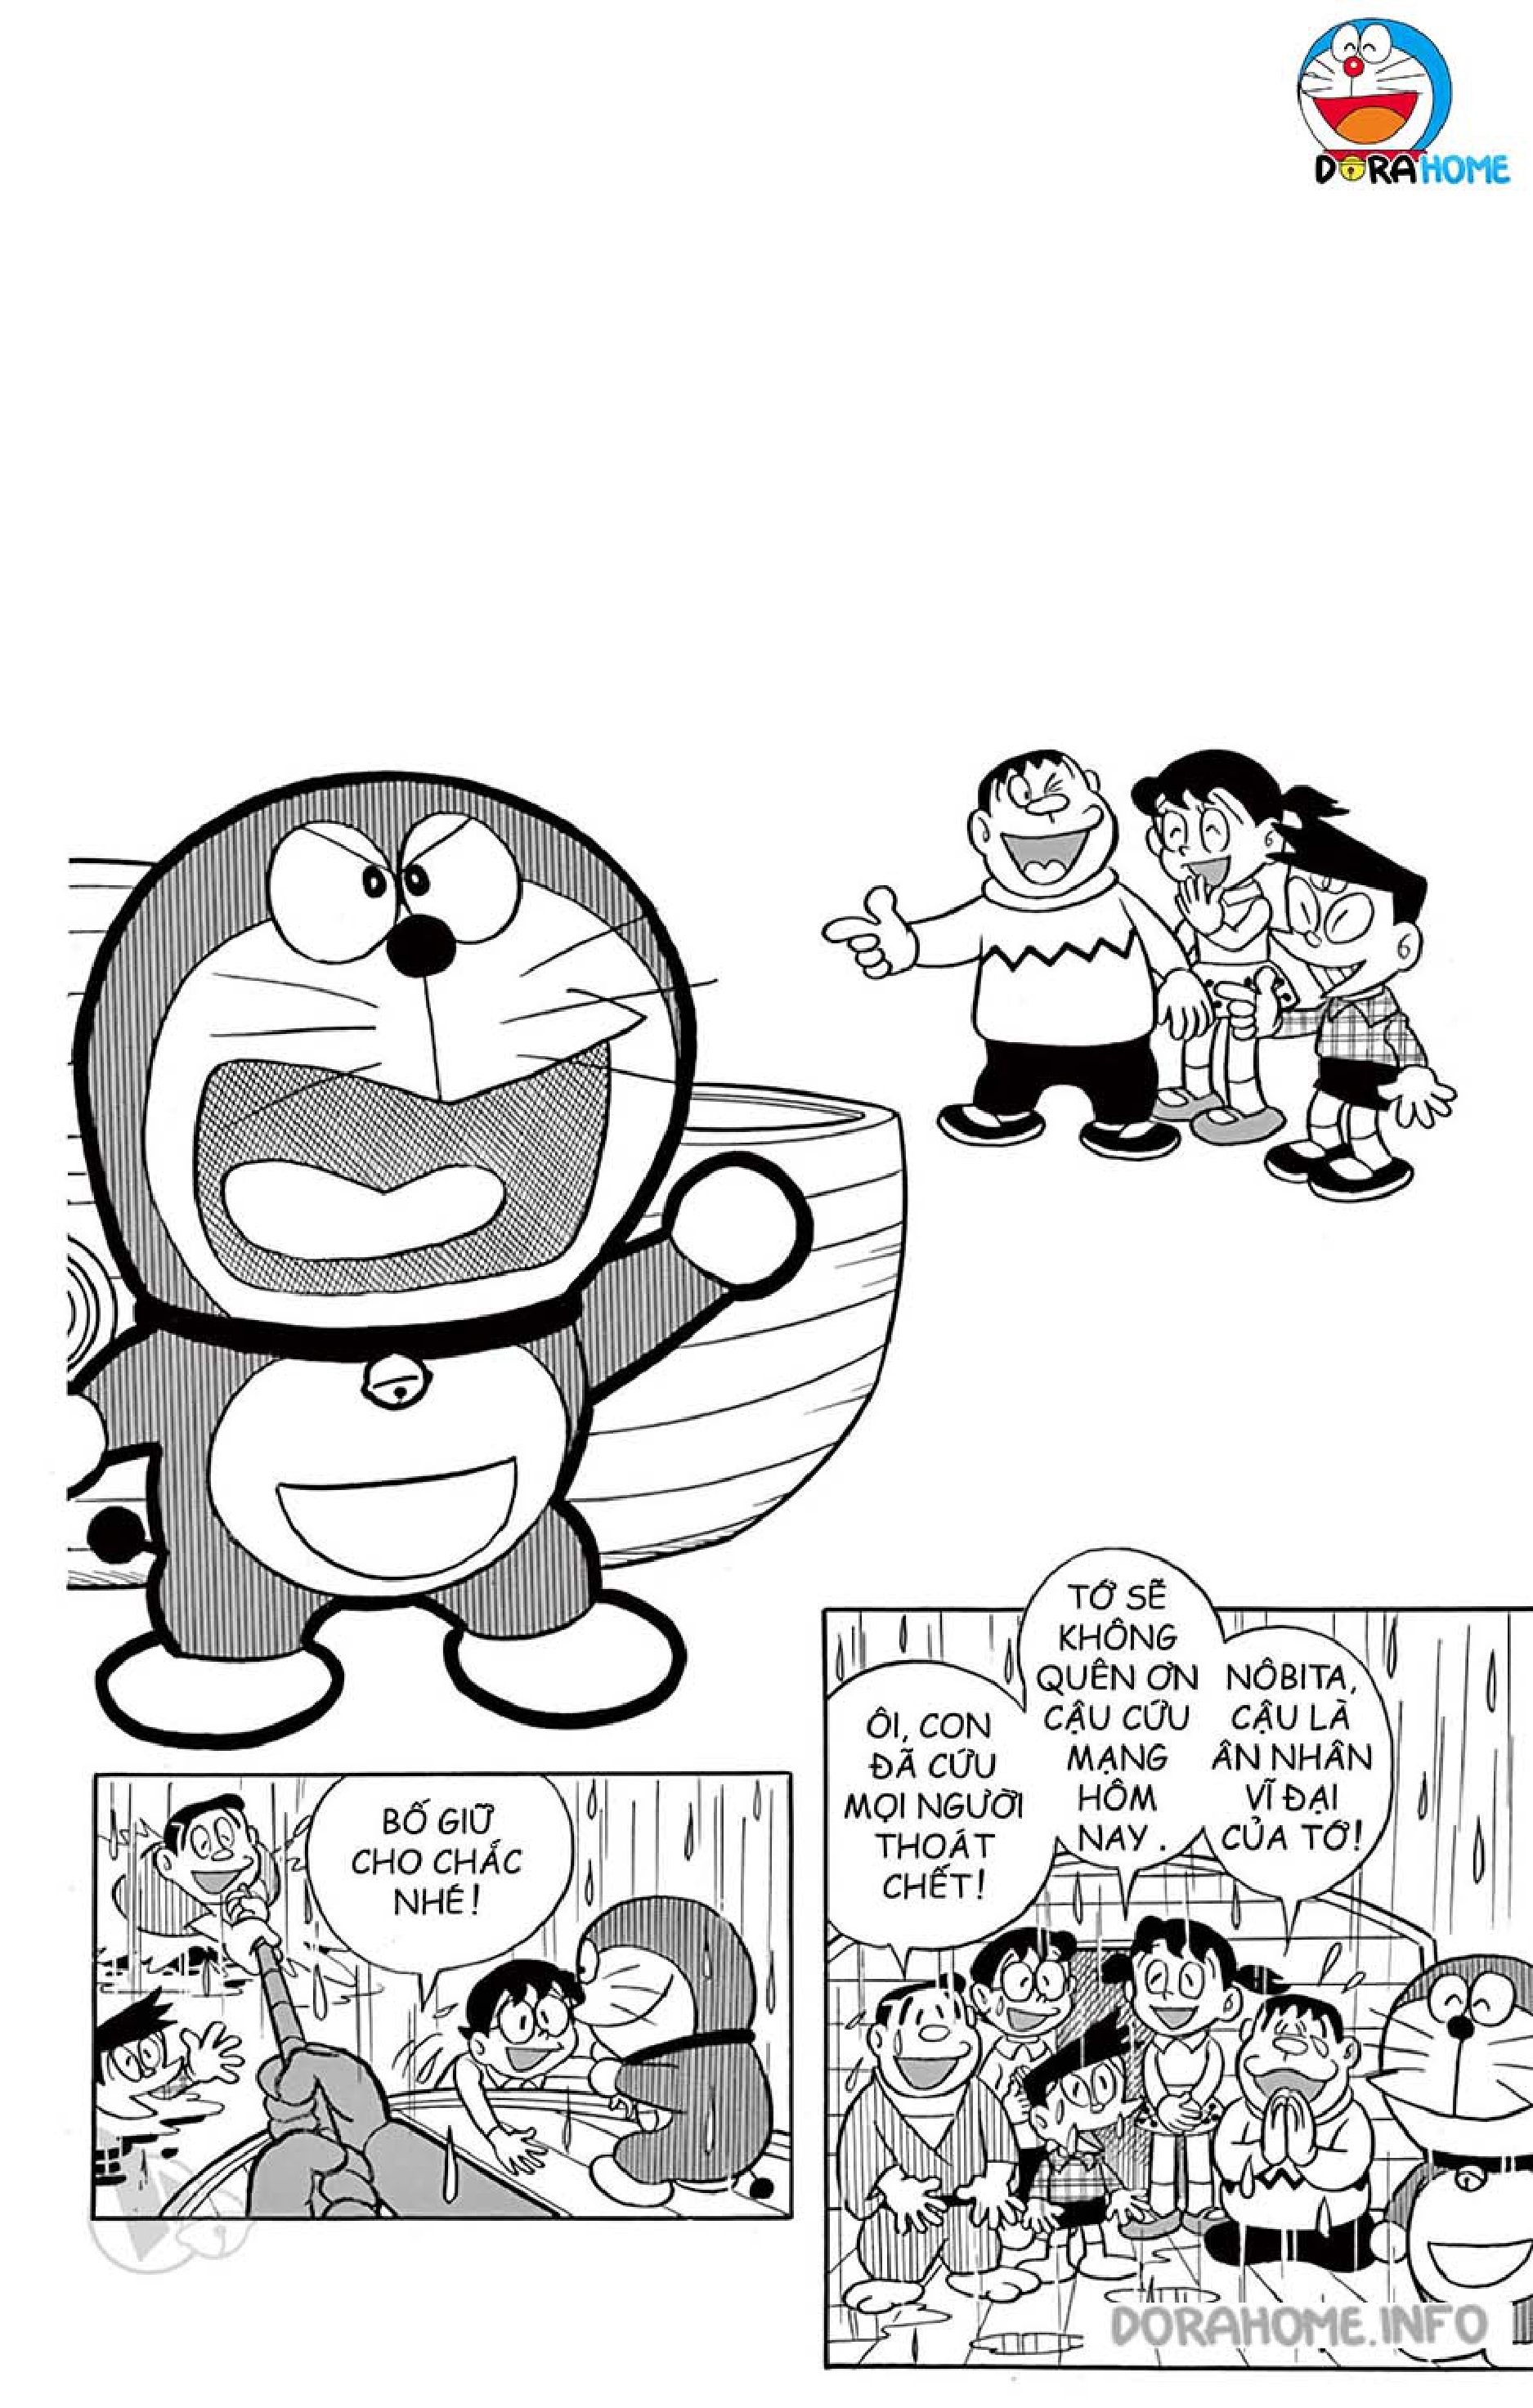 DORAHOME
TỚ SẼ
KHÔNG
QUÊN ƠN
CẬU CỨU
MẠNG
HÔM
NAY.
NÔBITA,
CẬU LÀ
ÂN NHÂN
VĨ ĐẠI
CỦA TỚ!
ÔI, CON
ĐÃ CỨU
MỌI NGƯỜI
THOÁT
CHẾT!
BỐ GIỮ
CHO CHẮC
NHÉ!
DORAHOME.INFO